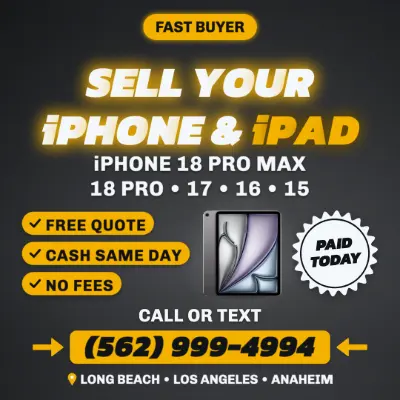 FAST BUYER
SELL YOUR
iPHONE & iPAD
iPHONE 18 PRO MAX
18 PRO • 17 • 16 • 15
FREE QUOTE
CASH SAME DAY
NO FEES
PAID
TODAY
CALL OR TEXT
(562) 999-4994
LONG BEACH • LOS ANGELES • ANAHEIM